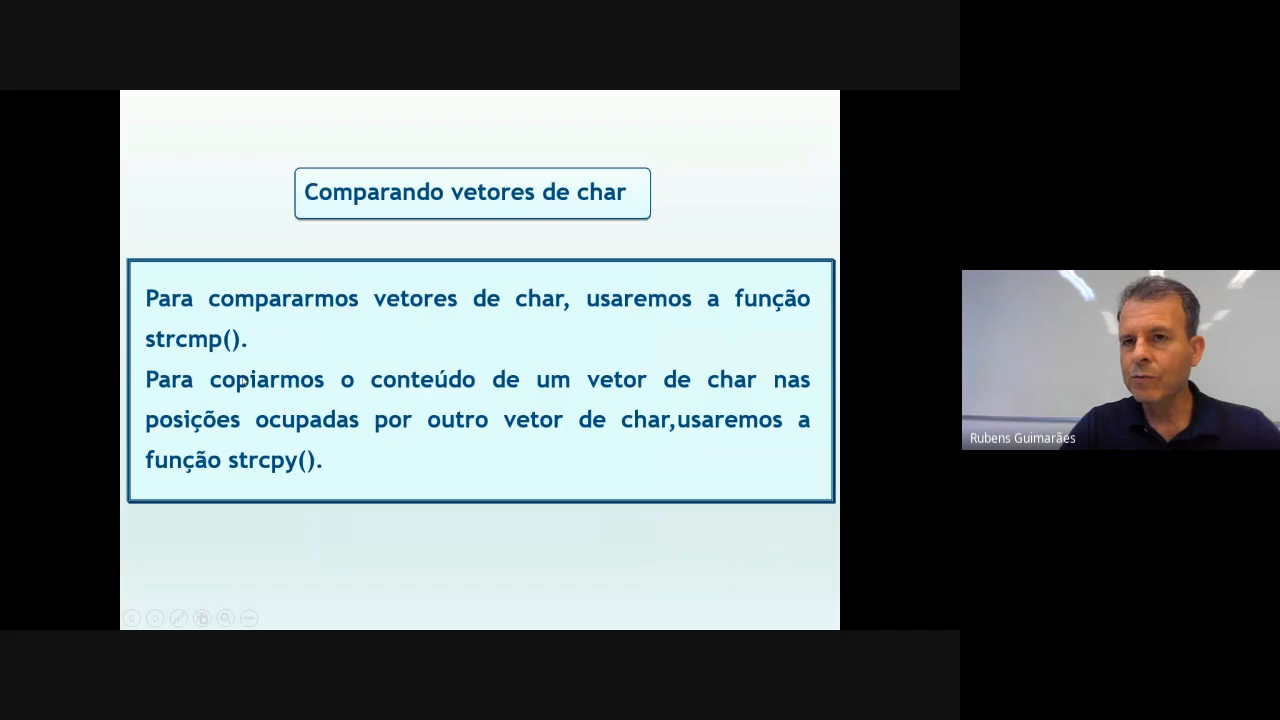 Comparando vetores de char
Para compararmos vetores de char, usaremos a função
strcmp().
Para copiarmos o conteúdo de um vetor de char nas
posições ocupadas por outro vetor de char,usaremos a
função strcpy().
Rubens Guimarães